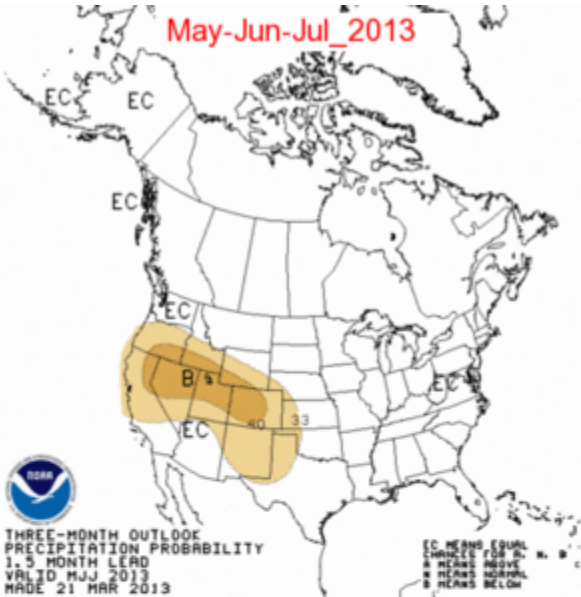 May-Jun-Jul_2013
EC
EC
EC
EC
B
EC
33
40
EC
NOAA
THREE-MONTH OUTLOOK
PRECIPITATION PROBABILITY
1.5 MONTH LEAD
VALID MJJ 2013
MADE 21 MAR 2013
EC MEANS EQUAL
CHANCES FOR A, N, B
A MEANS ABOVE
N MEANS NORMAL
B MEANS BELOW